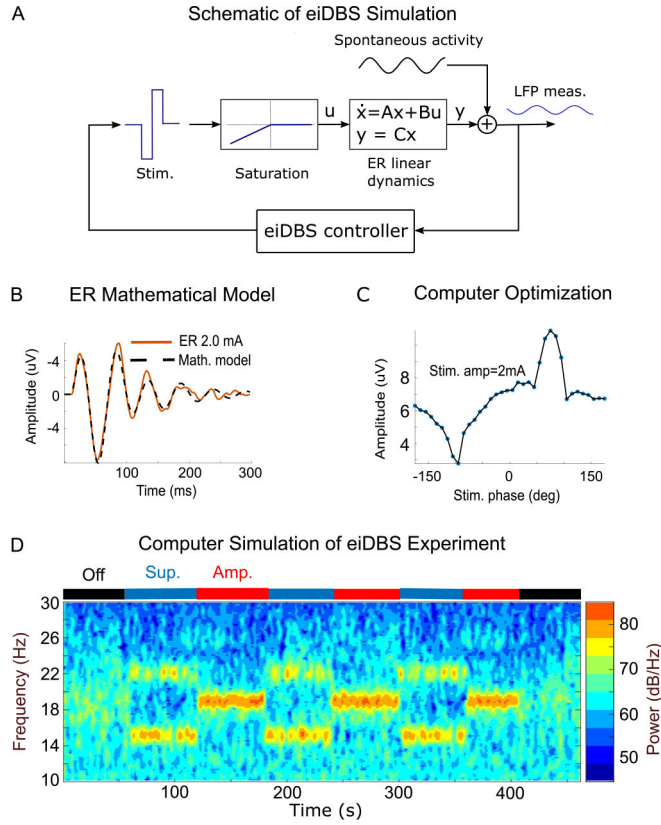 A
Schematic of eiDBS Simulation
Spontaneous activity
LFP meas.
u
ẋ=Ax+Bu
y = Cx
y
+
Stim.
Saturation
ER linear
dynamics
eiDBS controller
B
ER Mathematical Model
ER 2.0 mA
Math. model
Amplitude (uV)
-4
0
4
0
100
200
300
Time (ms)
C
Computer Optimization
Stim. amp=2mA
Amplitude (uV)
8
6
4
-150
0
150
Stim. phase (deg)
D
Computer Simulation of eiDBS Experiment
Off
Sup.
Amp.
Frequency (Hz)
30
26
22
18
14
10
100
200
300
400
Time (s)
80
70
60
50
Power (dB/Hz)